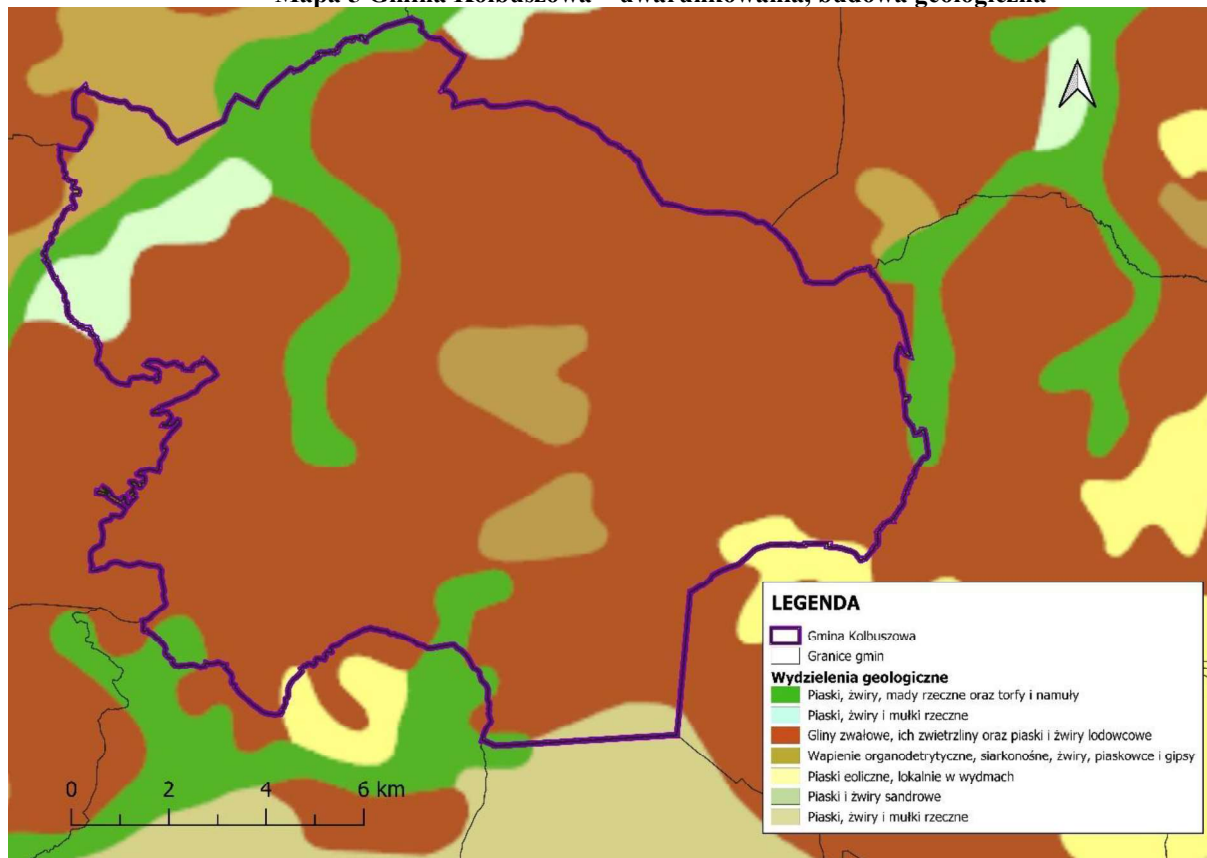 Mapa 5 Gmina Kolbuszowa – uwarunkowania, budowa geologiczna
0 2 4 6 km
LEGENDA
Gmina Kolbuszowa
Granice gmin
Wydzielenia geologiczne
Piaski, żwiry, mady rzeczne oraz torfy i namuły
Piaski, żwiry i mułki rzeczne
Gliny zwałowe, ich zwietrzliny oraz piaski i żwiry lodowcowe
Wapienie organodetrytyczne, siarkonośne, żwiry, piaskowce i gipsy
Piaski eoliczne, lokalnie w wydmach
Piaski i żwiry sandrowe
Piaski, żwiry i mułki rzeczne